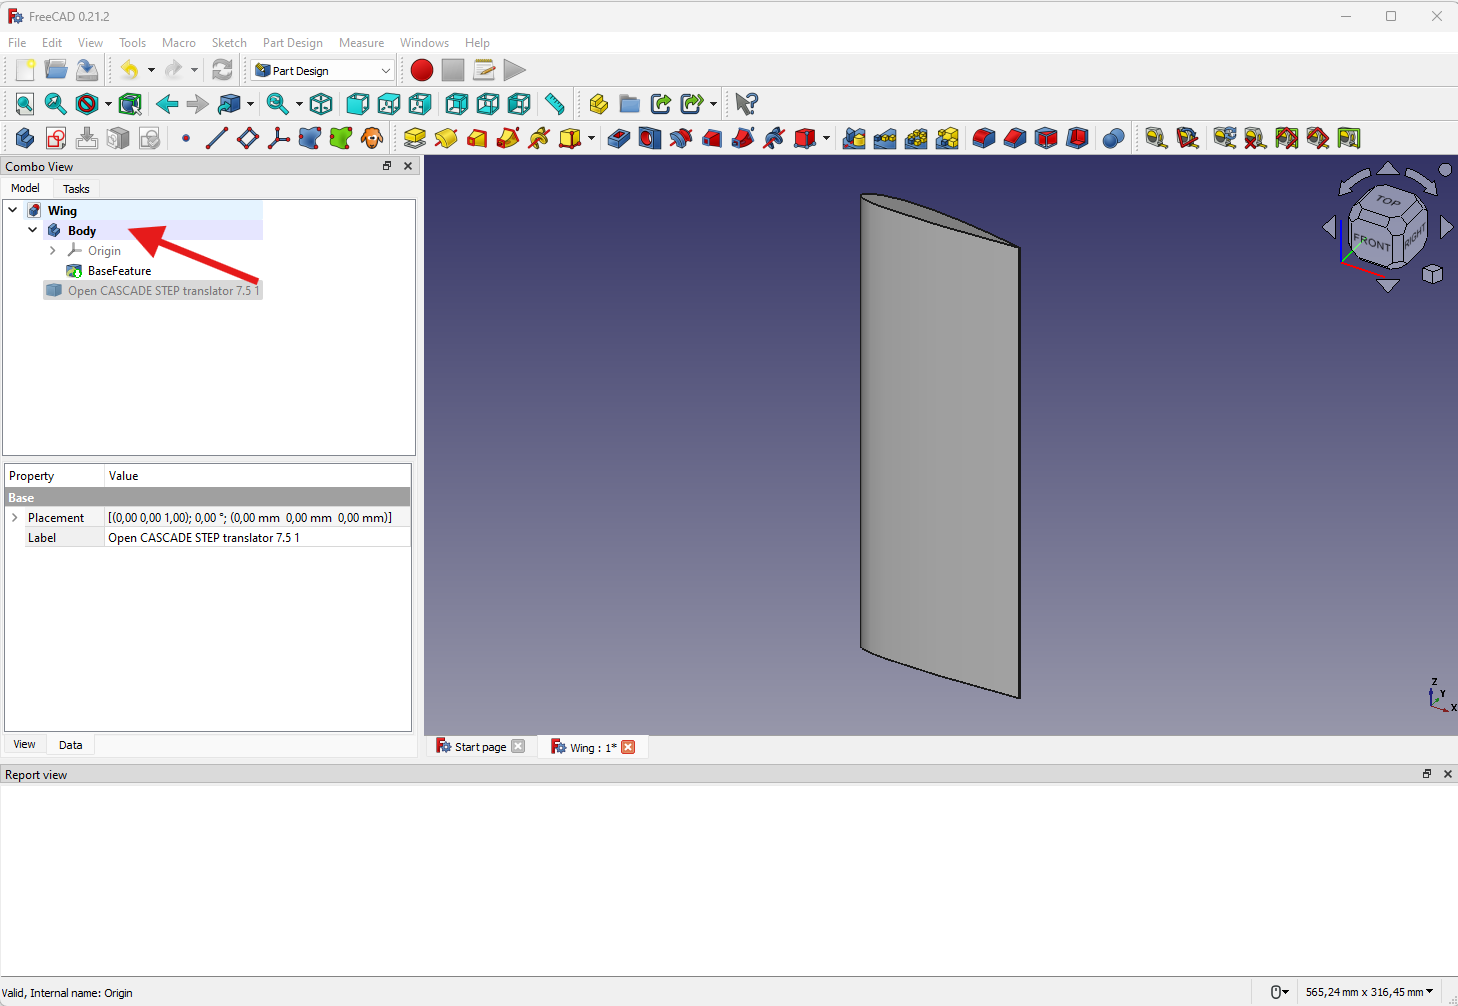 FreeCAD 0.21.2
File Edit View Tools Macro Sketch Part Design Measure Windows Help
Part Design
Combo View
Model Tasks
Wing
Body
Origin
BaseFeature
Open CASCADE STEP translator 7.5 1
Property Value
Base
Placement [(0,00 0,00 1,00); 0,00 °; (0,00 mm 0,00 mm 0,00 mm)]
Label Open CASCADE STEP translator 7.5 1
View Data
TOP
FRONT
RIGHT
Z
Y
X
Start page Wing : 1*
Report view
Valid, Internal name: Origin
565,24 mm x 316,45 mm